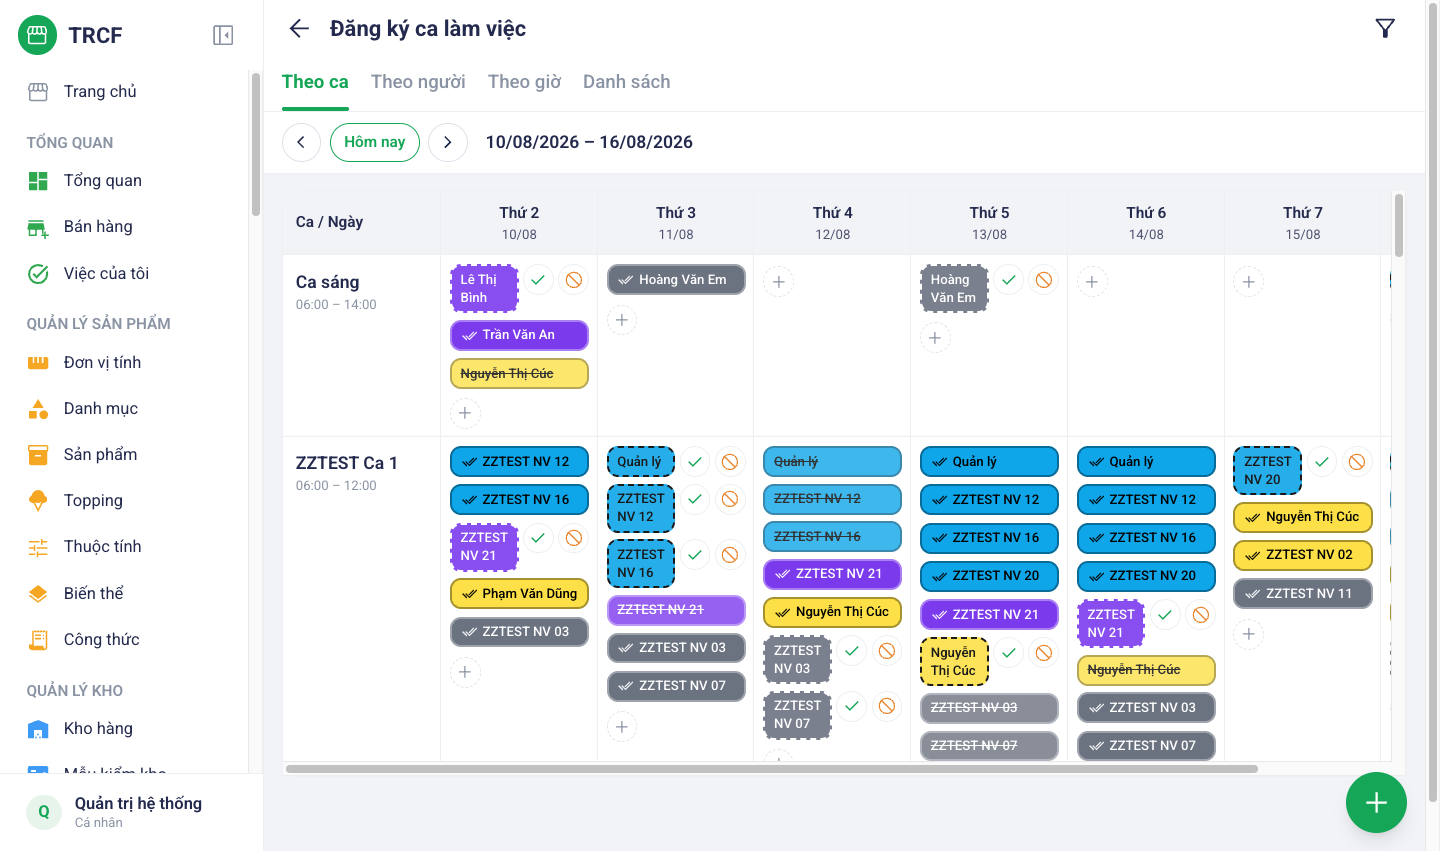 TRCF
Trang chủ
TỔNG QUAN
Tổng quan
Bán hàng
Việc của tôi
QUẢN LÝ SẢN PHẨM
Đơn vị tính
Danh mục
Sản phẩm
Topping
Thuộc tính
Biến thể
Công thức
QUẢN LÝ KHO
Kho hàng
Mẫu kiểm kho
Q
Quản trị hệ thống
Cá nhân
Đăng ký ca làm việc
Theo ca
Theo người
Theo giờ
Danh sách
Hôm nay
10/08/2026 – 16/08/2026
Ca / Ngày
Thứ 2
10/08
Thứ 3
11/08
Thứ 4
12/08
Thứ 5
13/08
Thứ 6
14/08
Thứ 7
15/08
Ca sáng
06:00 – 14:00
Lê Thị
Bình
Trần Văn An
Nguyễn Thị Cúc
Hoàng Văn Em
Hoàng
Văn Em
ZZTEST Ca 1
06:00 – 12:00
ZZTEST NV 12
ZZTEST NV 16
ZZTEST
NV 21
Phạm Văn Dũng
ZZTEST NV 03
Quản lý
ZZTEST
NV 12
ZZTEST
NV 16
ZZTEST NV 21
ZZTEST NV 03
ZZTEST NV 07
Quản lý
ZZTEST NV 12
ZZTEST NV 16
ZZTEST NV 21
Nguyễn Thị Cúc
ZZTEST
NV 03
ZZTEST
NV 07
Quản lý
ZZTEST NV 12
ZZTEST NV 16
ZZTEST NV 20
ZZTEST NV 21
Nguyễn
Thị Cúc
ZZTEST NV 03
ZZTEST NV 07
Quản lý
ZZTEST NV 12
ZZTEST NV 16
ZZTEST NV 20
ZZTEST
NV 21
Nguyễn Thị Cúc
ZZTEST NV 03
ZZTEST NV 07
ZZTEST
NV 20
Nguyễn Thị Cúc
ZZTEST NV 02
ZZTEST NV 11